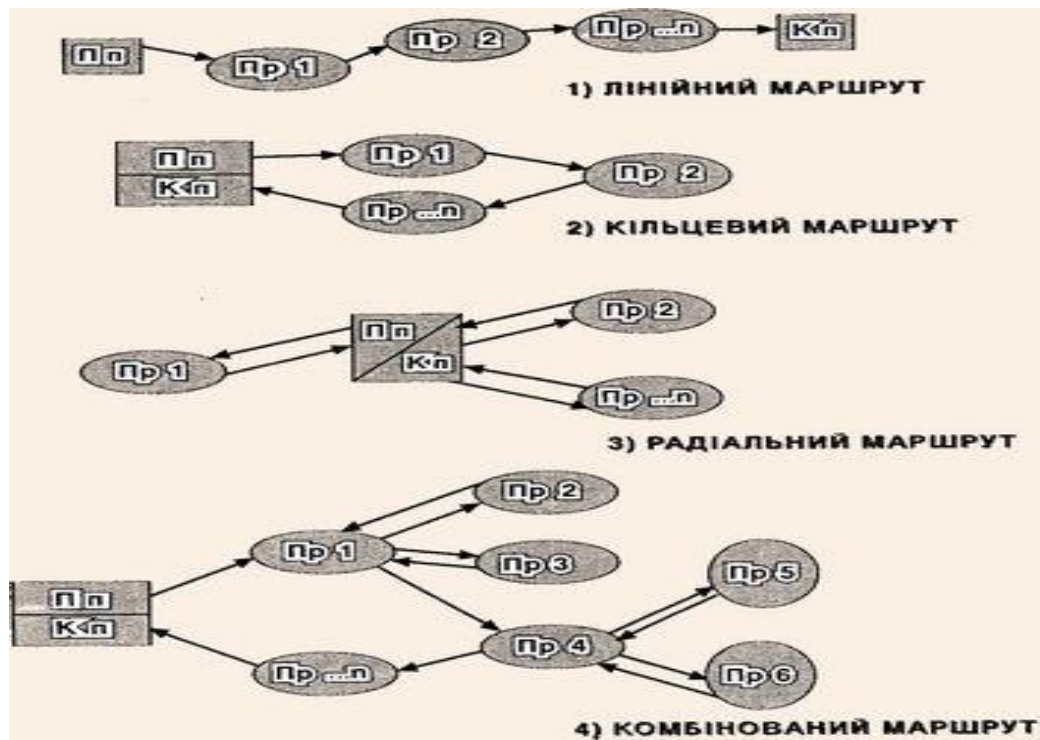 Пп
Пр 1
Пр 2
Пр ...n
Кп
1) ЛІНІЙНИЙ МАРШРУТ
Пп
Пр 1
Кп
Пр 2
Пр ...n
2) КІЛЬЦЕВИЙ МАРШРУТ
Пп
Пр 2
Кп
Пр 1
Пр ...n
3) РАДІАЛЬНИЙ МАРШРУТ
Пр 2
Пр 1
Пр 3
Пр 5
Пп
Кп
Пр 4
Пр ...n
Пр 6
4) КОМБІНОВАНИЙ МАРШРУТ